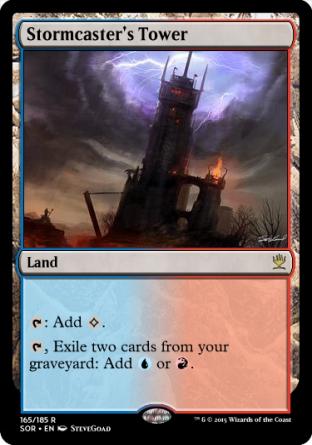 Stormcaster's Tower
Land
: Add .
, Exile two cards from your
graveyard: Add or .
165/185 R
SOR • EN SteveGoad
™ & © 2015 Wizards of the Coast